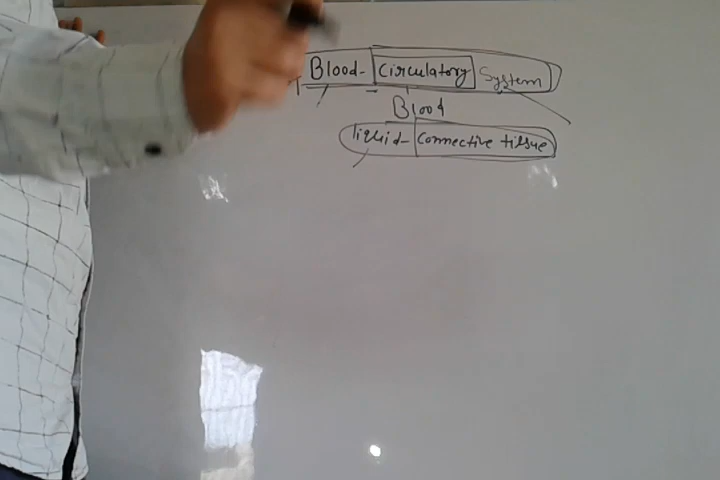 Blood- Circulatory System
Blood
liquid- Connective tissue